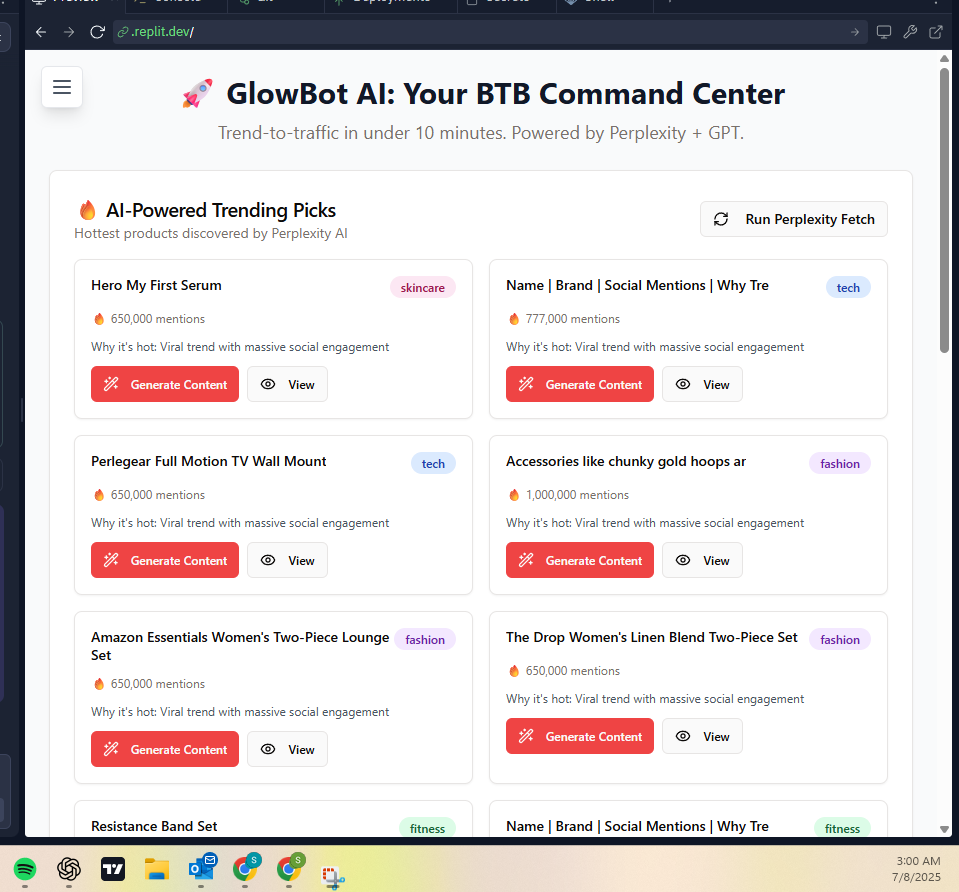 .replit.dev/
GlowBot AI: Your BTB Command Center
Trend-to-traffic in under 10 minutes. Powered by Perplexity + GPT.
AI-Powered Trending Picks
Hottest products discovered by Perplexity AI
Run Perplexity Fetch
Hero My First Serum
skincare
650,000 mentions
Why it's hot: Viral trend with massive social engagement
Generate Content
View
Name | Brand | Social Mentions | Why Tre
tech
777,000 mentions
Why it's hot: Viral trend with massive social engagement
Generate Content
View
Perlegear Full Motion TV Wall Mount
tech
650,000 mentions
Why it's hot: Viral trend with massive social engagement
Generate Content
View
Accessories like chunky gold hoops ar
fashion
1,000,000 mentions
Why it's hot: Viral trend with massive social engagement
Generate Content
View
Amazon Essentials Women's Two-Piece Lounge
Set
fashion
650,000 mentions
Why it's hot: Viral trend with massive social engagement
Generate Content
View
The Drop Women's Linen Blend Two-Piece Set
fashion
650,000 mentions
Why it's hot: Viral trend with massive social engagement
Generate Content
View
Resistance Band Set
fitness
Name | Brand | Social Mentions | Why Tre
fitness
3:00 AM
7/8/2025